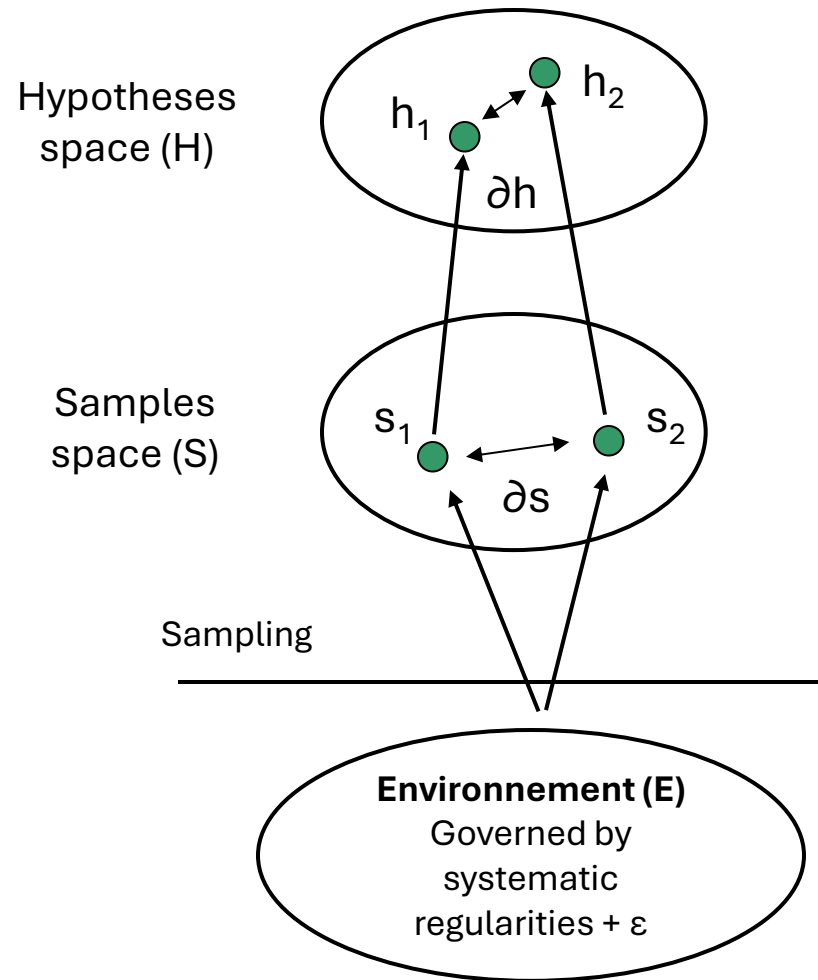 Hypotheses
space (H)
h₁
h₂
∂h
Samples
space (S)
s₁
s₂
∂s
Sampling
Environnement (E)
Governed by
systematic
regularities + ε